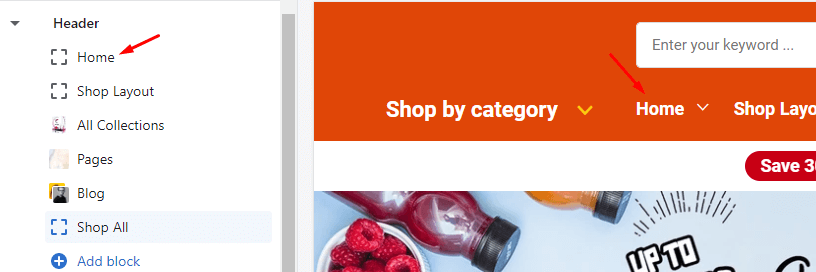 Header
Home
Shop Layout
All Collections
Pages
Blog
Shop All
Add block
Enter your keyword ...
Shop by category
Home
Shop Layo
Save 3
UP TO